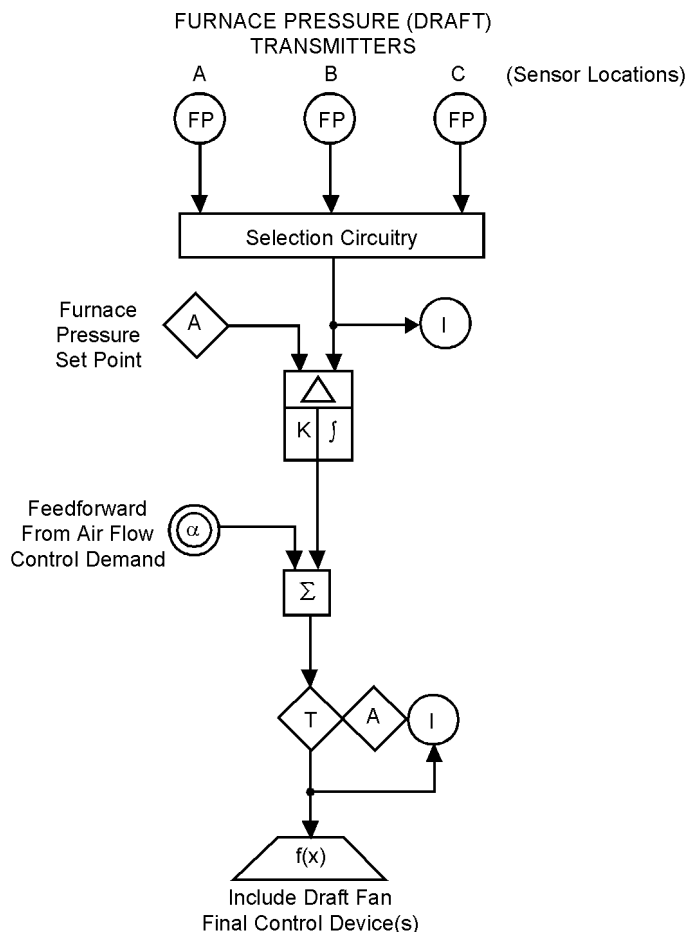 FURNACE PRESSURE (DRAFT)
TRANSMITTERS
A B C (Sensor Locations)
FP FP FP
Selection Circuitry
Furnace
Pressure
Set Point
A
I
△
K ∫
Feedforward
From Air Flow
Control Demand
α
Σ
T A I
f(x)
Include Draft Fan
Final Control Device(s)